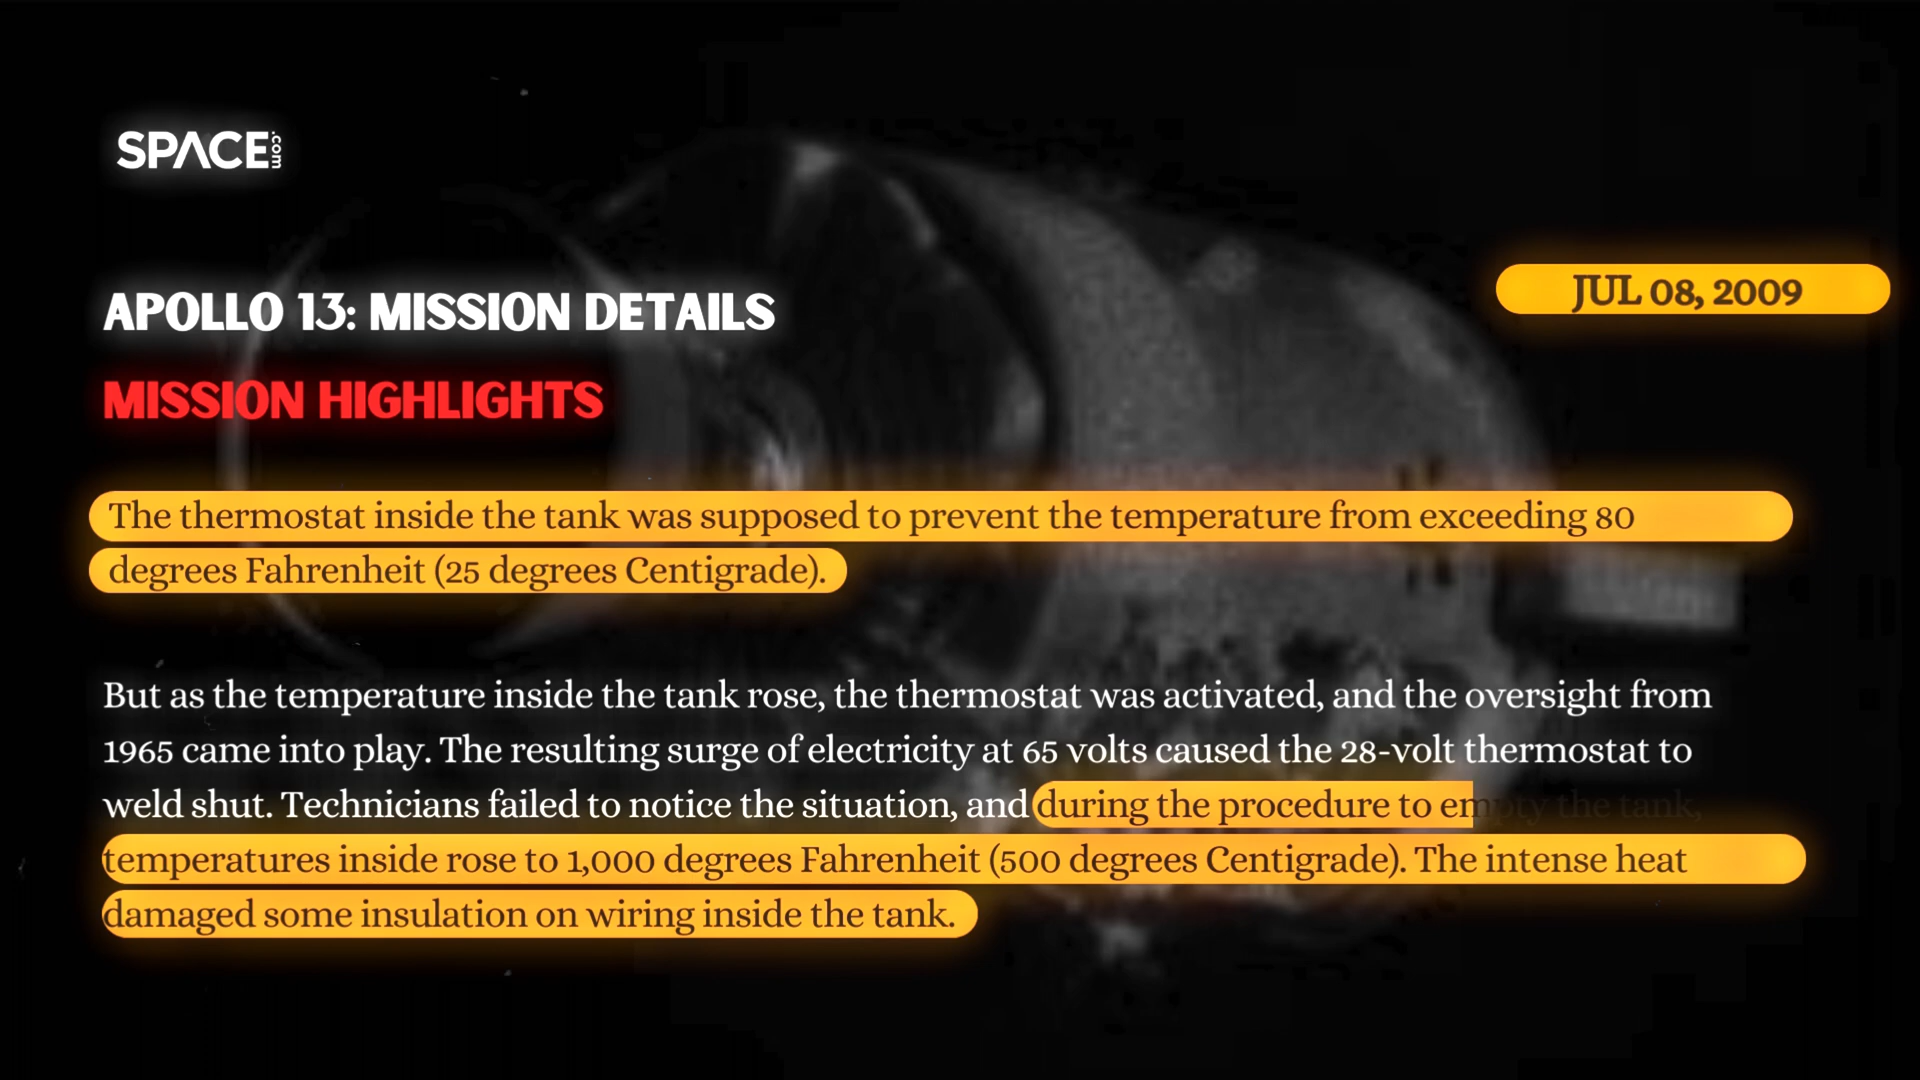 SPACE.com
APOLLO 13: MISSION DETAILS
JUL 08, 2009
MISSION HIGHLIGHTS
The thermostat inside the tank was supposed to prevent the temperature from exceeding 80
degrees Fahrenheit (25 degrees Centigrade).
But as the temperature inside the tank rose, the thermostat was activated, and the oversight from
1965 came into play. The resulting surge of electricity at 65 volts caused the 28-volt thermostat to
weld shut. Technicians failed to notice the situation, and during the procedure to empty the tank,
temperatures inside rose to 1,000 degrees Fahrenheit (500 degrees Centigrade). The intense heat
damaged some insulation on wiring inside the tank.